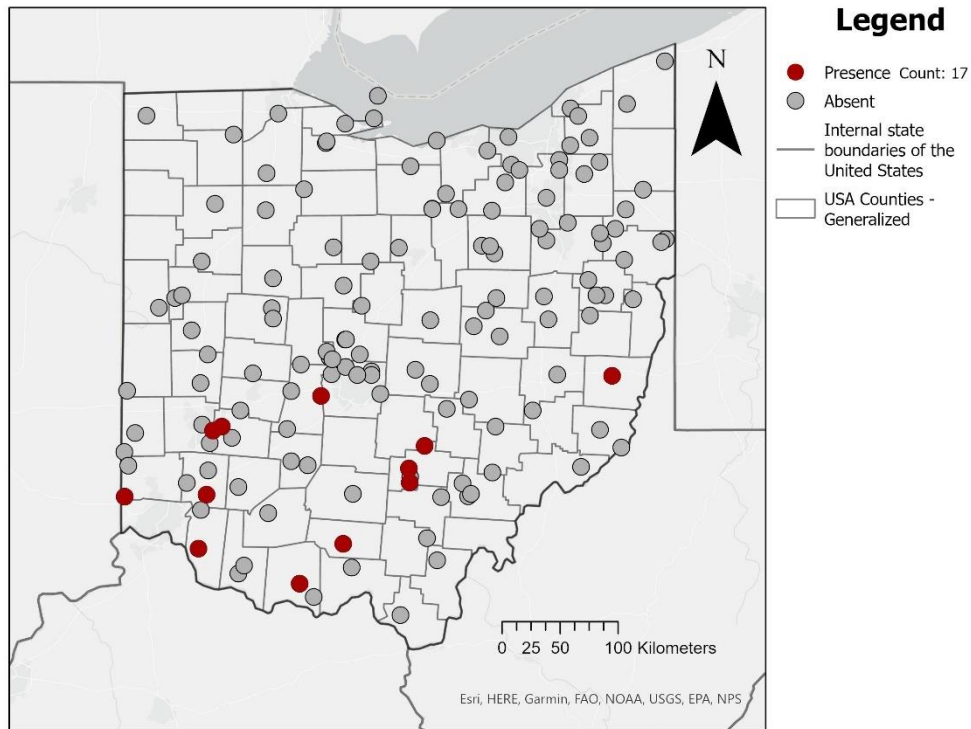 Legend
N
Presence Count: 17
Absent
Internal state
boundaries of the
United States
USA Counties -
Generalized
0 25 50 100 Kilometers
Esri, HERE, Garmin, FAO, NOAA, USGS, EPA, NPS